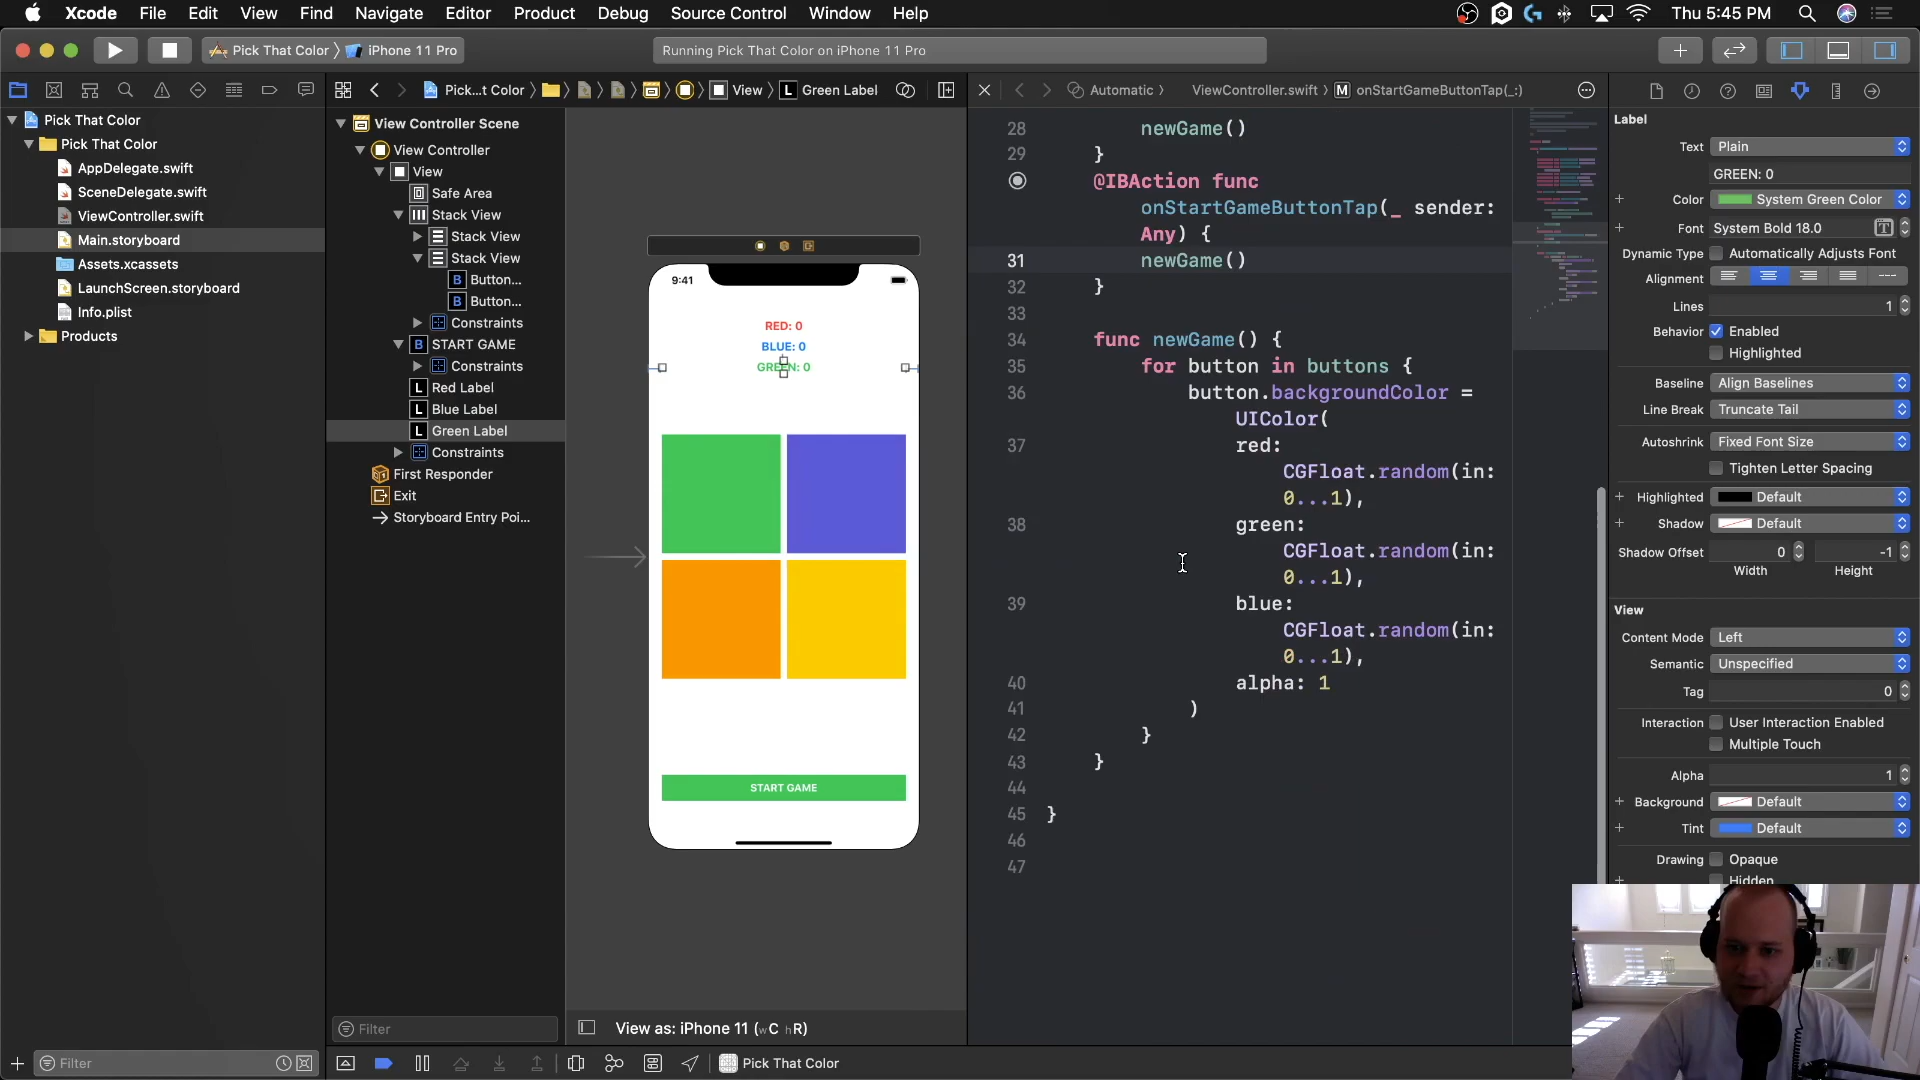 Xcode File Edit View Find Navigate Editor Product Debug Source Control Window Help Thu 5:45 PM
Pick That Color iPhone 11 Pro
Running Pick That Color on iPhone 11 Pro
Pick...t Color View Green Label
Automatic ViewController.swift M onStartGameButtonTap(_:)
Pick That Color
Pick That Color
AppDelegate.swift
SceneDelegate.swift
ViewController.swift
Main.storyboard
Assets.xcassets
LaunchScreen.storyboard
Info.plist
Products
Filter
View Controller Scene
View Controller
View
Safe Area
Stack View
Stack View
Stack View
B Button...
B Button...
Constraints
B START GAME
Constraints
L Red Label
L Blue Label
L Green Label
Constraints
First Responder
Exit
Storyboard Entry Poi...
Filter
9:41
RED: 0
BLUE: 0
GREEN: 0
START GAME
View as: iPhone 11 (wC hR)
Pick That Color
28 newGame()
29 }
@IBAction func
onStartGameButtonTap(_ sender:
Any) {
31 newGame()
32 }
33
34 func newGame() {
35 for button in buttons {
36 button.backgroundColor =
UIColor(
37 red:
CGFloat.random(in:
0...1),
38 green:
CGFloat.random(in:
0...1),
39 blue:
CGFloat.random(in:
0...1),
40 alpha: 1
41 )
42 }
43 }
44
45 }
46
47
Label
Text Plain
GREEN: 0
Color System Green Color
Font System Bold 18.0
Dynamic Type Automatically Adjusts Font
Alignment
Lines 1
Behavior Enabled
Highlighted
Baseline Align Baselines
Line Break Truncate Tail
Autoshrink Fixed Font Size
Tighten Letter Spacing
Highlighted Default
Shadow Default
Shadow Offset 0 -1
Width Height
View
Content Mode Left
Semantic Unspecified
Tag 0
Interaction User Interaction Enabled
Multiple Touch
Alpha 1
Background Default
Tint Default
Drawing Opaque
Hidden